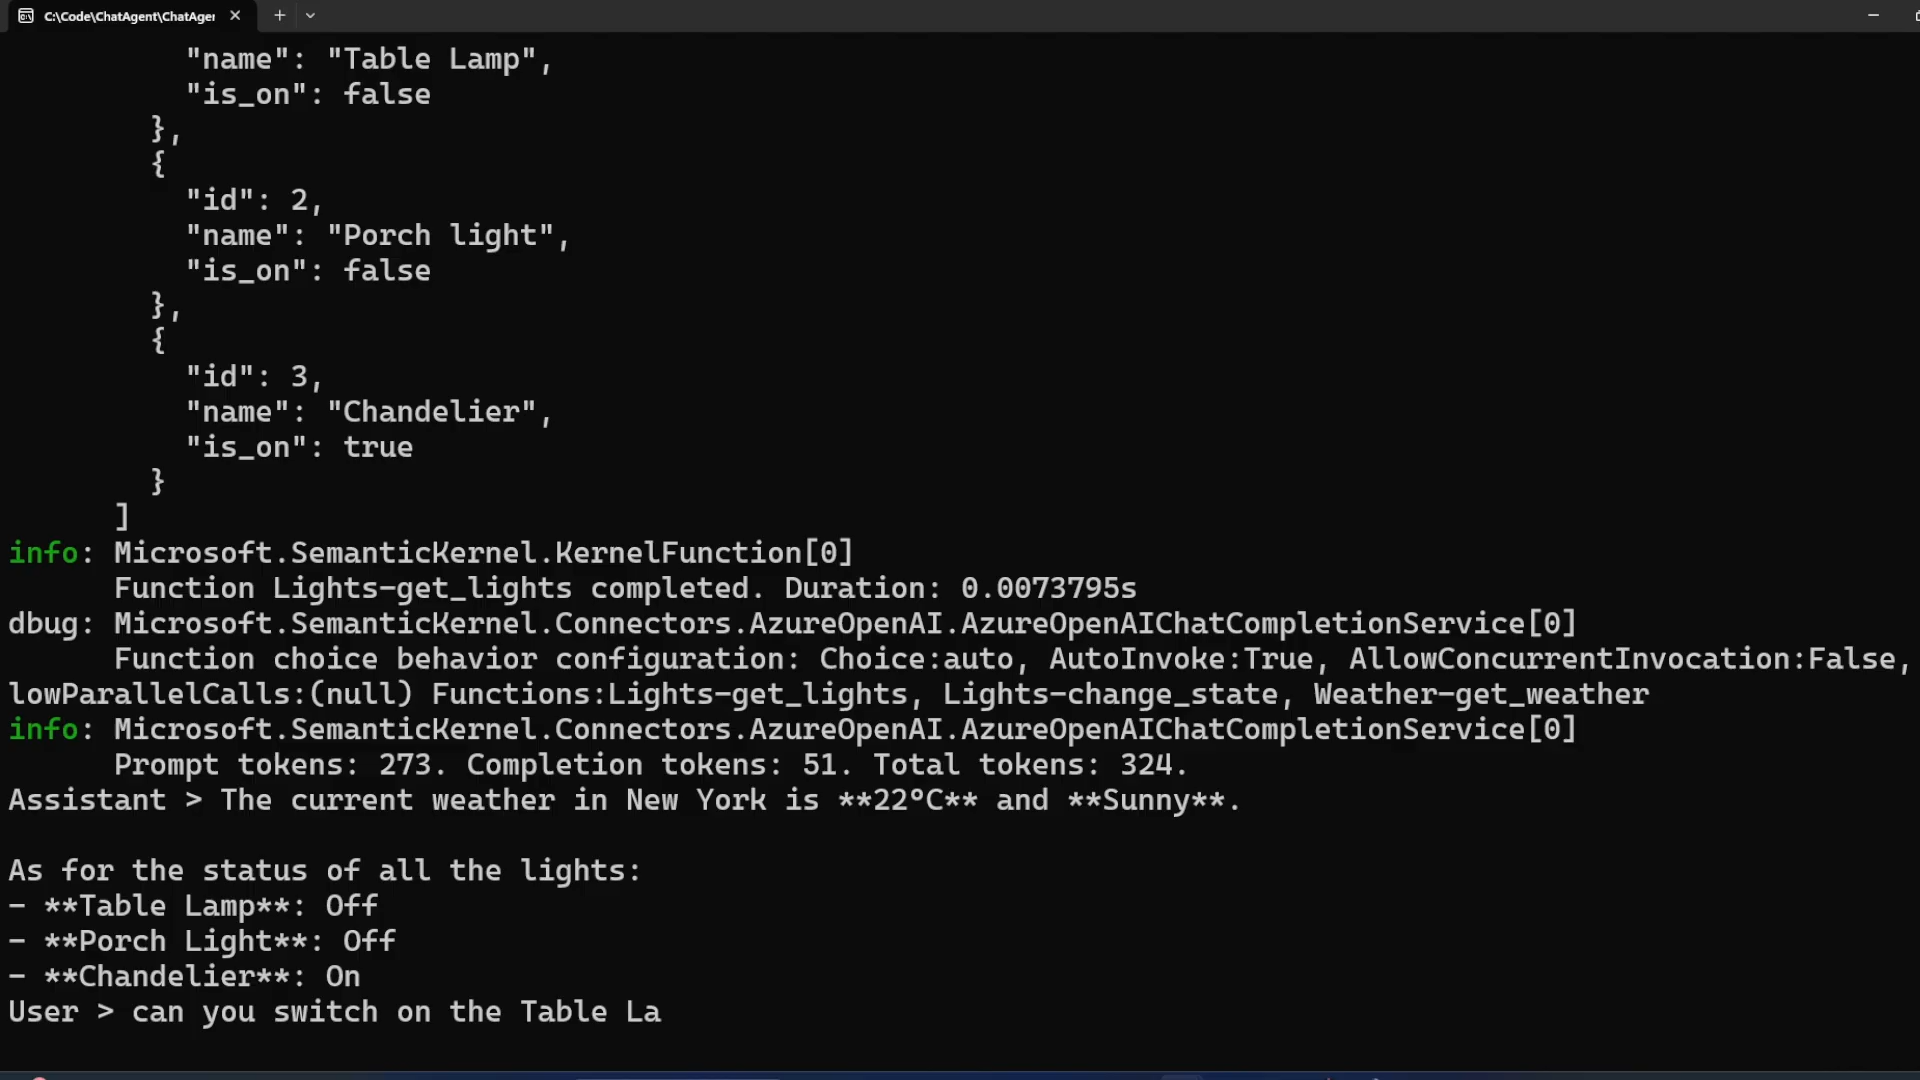 C:\Code\ChatAgent\ChatAger
"name": "Table Lamp",
"is_on": false
},
{
"id": 2,
"name": "Porch light",
"is_on": false
},
{
"id": 3,
"name": "Chandelier",
"is_on": true
}
]
info: Microsoft.SemanticKernel.KernelFunction[0]
Function Lights-get_lights completed. Duration: 0.0073795s
dbug: Microsoft.SemanticKernel.Connectors.AzureOpenAI.AzureOpenAIChatCompletionService[0]
Function choice behavior configuration: Choice:auto, AutoInvoke:True, AllowConcurrentInvocation:False,
lowParallelCalls:(null) Functions:Lights-get_lights, Lights-change_state, Weather-get_weather
info: Microsoft.SemanticKernel.Connectors.AzureOpenAI.AzureOpenAIChatCompletionService[0]
Prompt tokens: 273. Completion tokens: 51. Total tokens: 324.
Assistant > The current weather in New York is **22°C** and **Sunny**.
As for the status of all the lights:
- **Table Lamp**: Off
- **Porch Light**: Off
- **Chandelier**: On
User > can you switch on the Table La